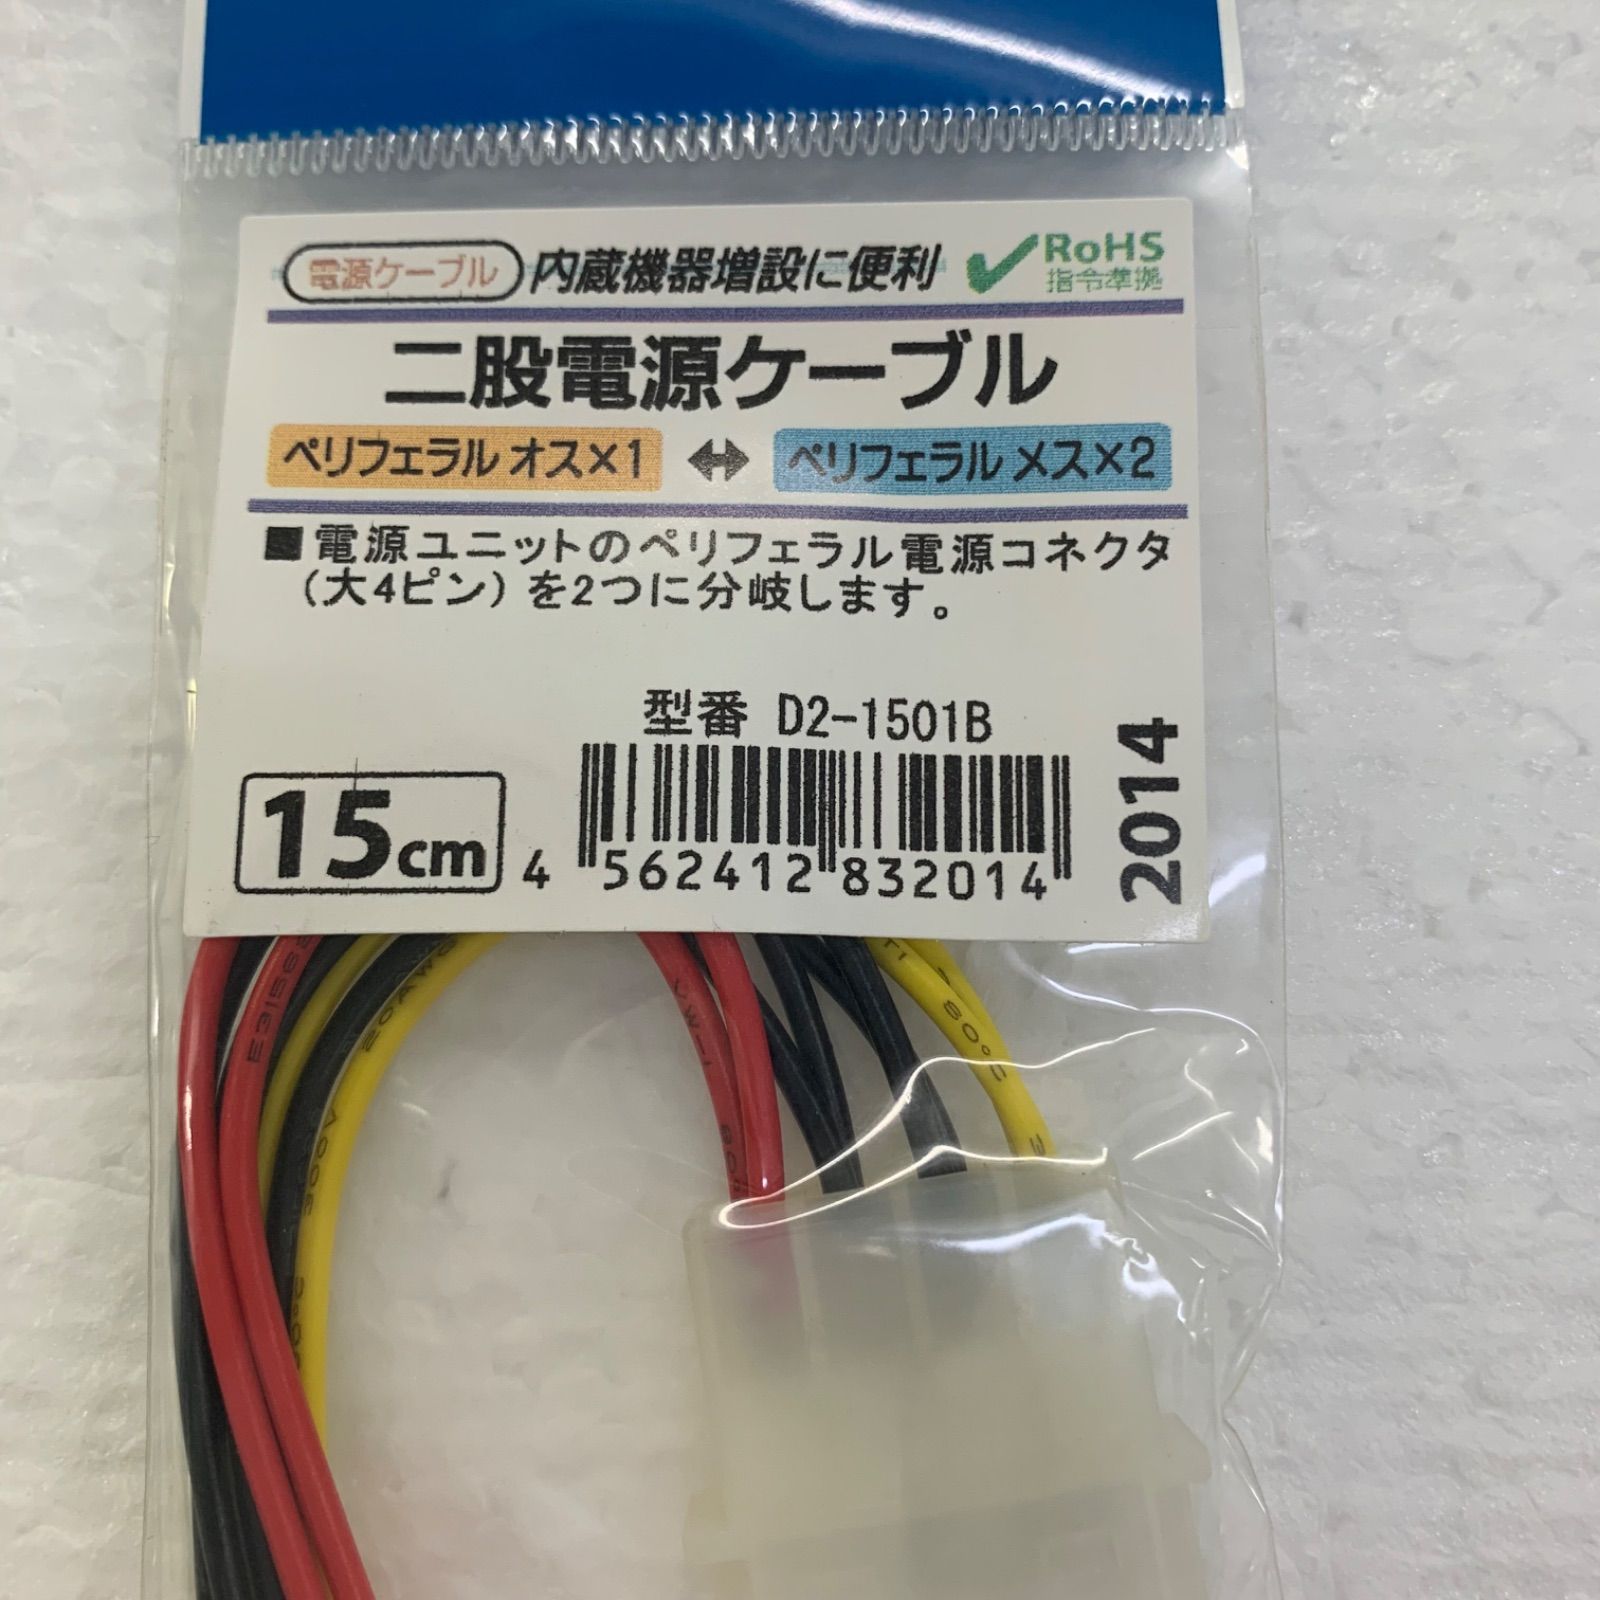 電源ケーブル 内蔵機器増設に便利 RoHS
指令準拠
二股電源ケーブル
ペリフェラル オス×1 ⇔ ペリフェラル メス×2
■電源ユニットのペリフェラル電源コネクタ
(大4ピン)を2つに分岐します。
型番 D2-1501B
15cm
4 562412 832014
2014
80℃